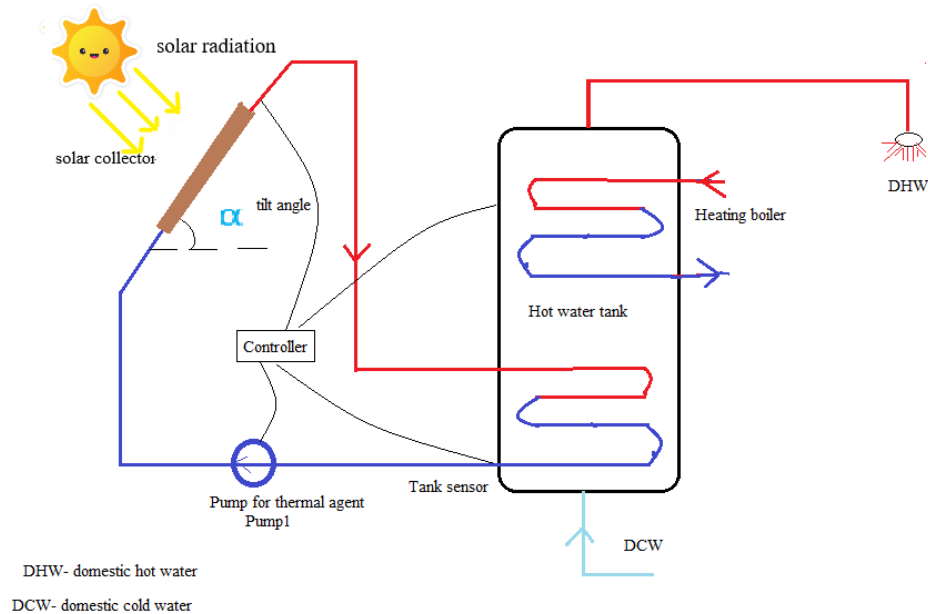 solar radiation
solar collector
tilt angle
α
DHW
Heating boiler
Hot water tank
Controller
Tank sensor
Pump for thermal agent
Pump1
DCW
DHW- domestic hot water
DCW- domestic cold water